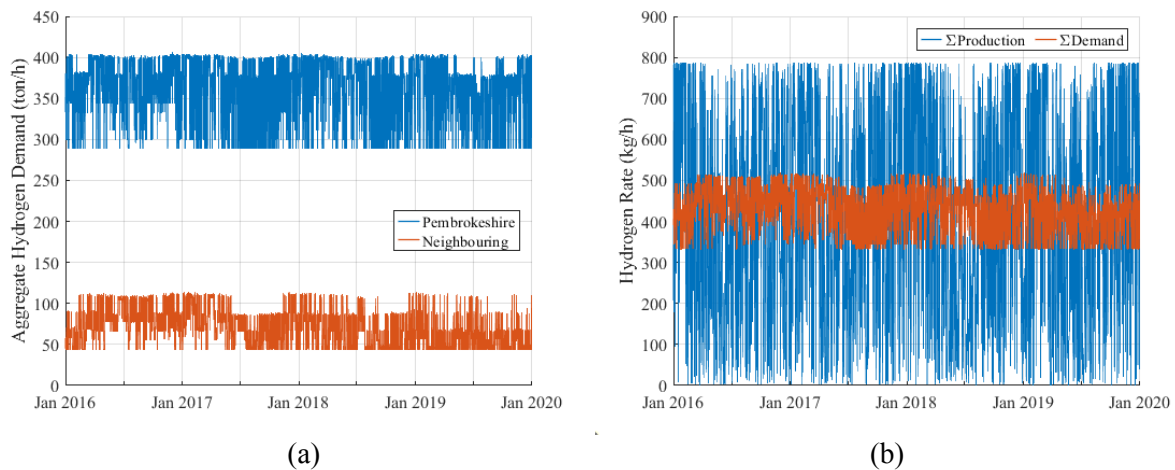 Aggregate Hydrogen Demand (ton/h)
450
400
350
300
250
200
150
100
50
0
Pembrokeshire
Neighbouring
Jan 2016
Jan 2017
Jan 2018
Jan 2019
Jan 2020
(a)
Hydrogen Rate (kg/h)
900
800
700
600
500
400
300
200
100
0
ΣProduction
ΣDemand
Jan 2016
Jan 2017
Jan 2018
Jan 2019
Jan 2020
(b)